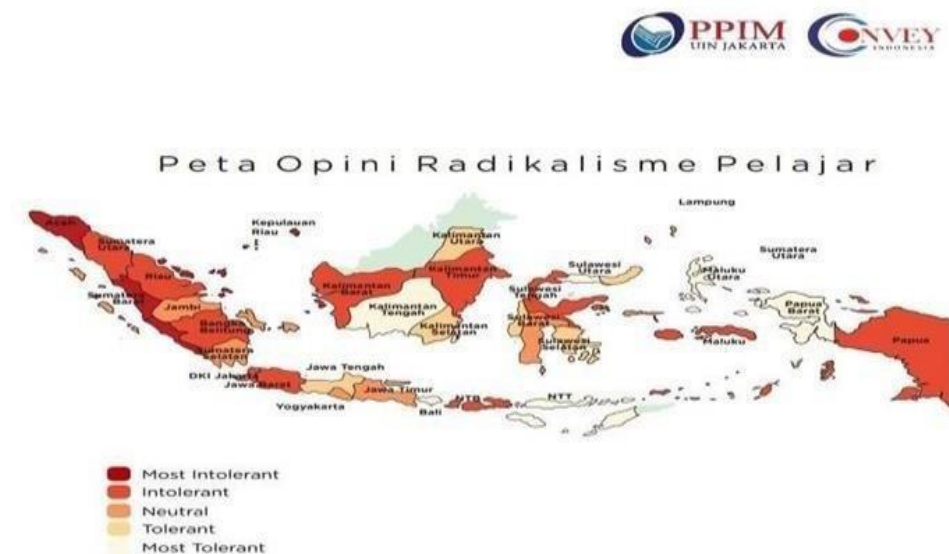 PPIM
UIN JAKARTA
CONVEY
INDONESIA
Peta Opini Radikalisme Pelajar
Lampung
Kepulauan
Riau
Aceh
Sumatera
Utara
Kalimantan
Utara
Sumatera
Utara
Riau
Kalimantan
Timur
Sulawesi
Utara
Maluku
Utara
Kalimantan
Barat
Sumatera
Barat
Jambi
Kalimantan
Tengah
Sulawesi
Tengah
Papua
Barat
Bangka
Belitung
Kalimantan
Selatan
Sulawesi
Barat
Sulawesi
Selatan
Maluku
Papua
Sumatera
Selatan
DKI Jakarta
Jawa Barat
Jawa Tengah
Jawa Timur
Yogyakarta
Bali
NTB
NTT
Most Intolerant
Intolerant
Neutral
Tolerant
Most Tolerant